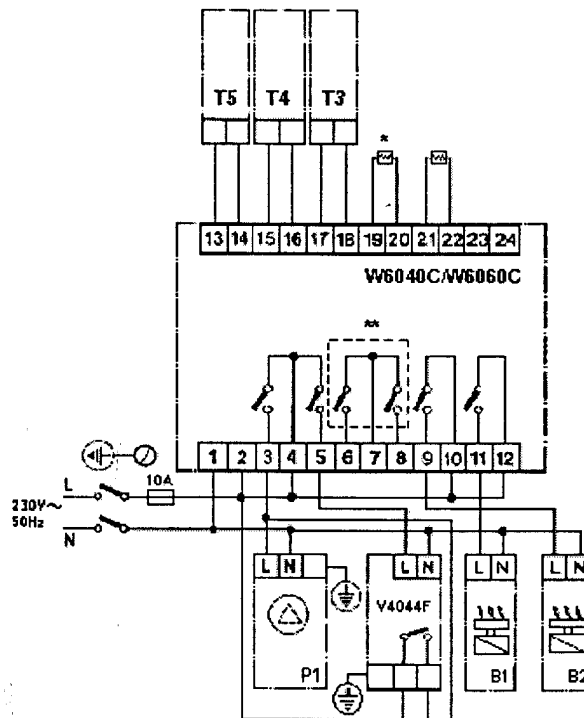 T5 T4 T3
*
13 14 15 16 17 18 19 20 21 22 23 24
W6040C/W6060C
**
1 2 3 4 5 6 7 8 9 10 11 12
L
10A
230V~
50Hz
N
L N
L N
L N
L N
V4044F
P1
B1
B2